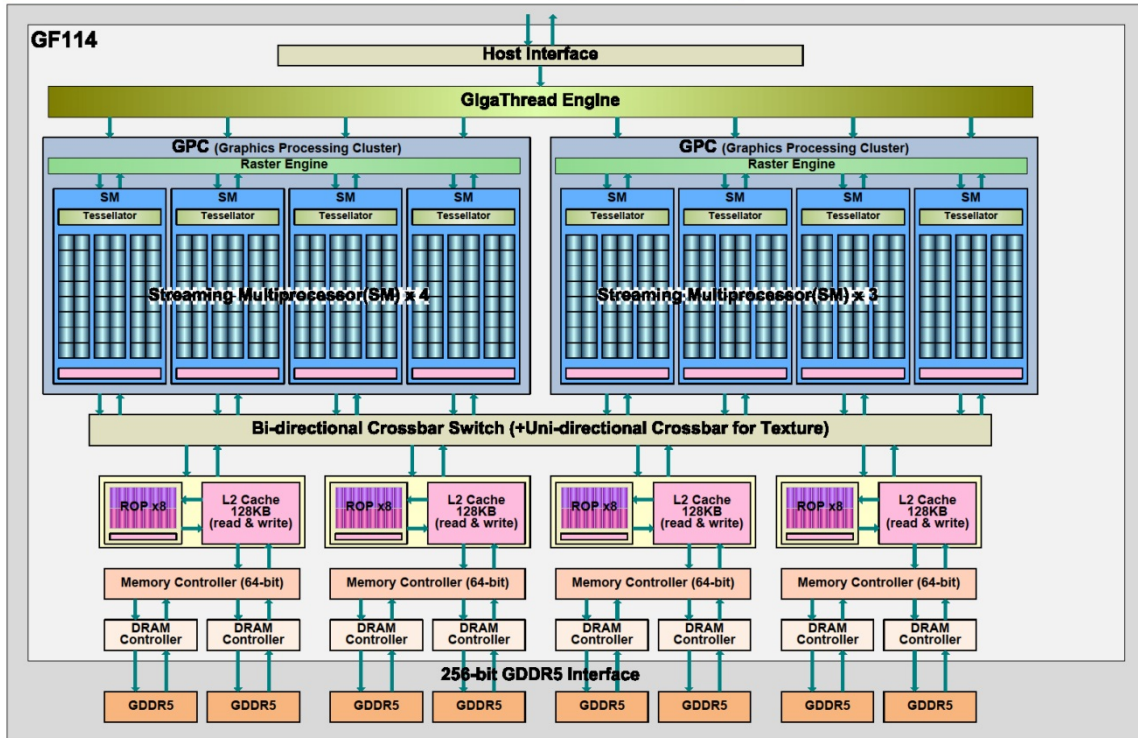 GF114
Host Interface
GigaThread Engine
GPC (Graphics Processing Cluster)
Raster Engine
SM
Tessellator
SM
Tessellator
SM
Tessellator
SM
Tessellator
Streaming Multiprocessor(SM) x 4
GPC (Graphics Processing Cluster)
Raster Engine
SM
Tessellator
SM
Tessellator
SM
Tessellator
SM
Tessellator
Streaming Multiprocessor(SM) x 3
Bi-directional Crossbar Switch (+Uni-directional Crossbar for Texture)
ROP x8
L2 Cache
128KB
(read & write)
ROP x8
L2 Cache
128KB
(read & write)
ROP x8
L2 Cache
128KB
(read & write)
ROP x8
L2 Cache
128KB
(read & write)
Memory Controller (64-bit)
Memory Controller (64-bit)
Memory Controller (64-bit)
Memory Controller (64-bit)
DRAM
Controller
DRAM
Controller
DRAM
Controller
DRAM
Controller
DRAM
Controller
DRAM
Controller
DRAM
Controller
DRAM
Controller
256-bit GDDR5 Interface
GDDR5
GDDR5
GDDR5
GDDR5
GDDR5
GDDR5
GDDR5
GDDR5